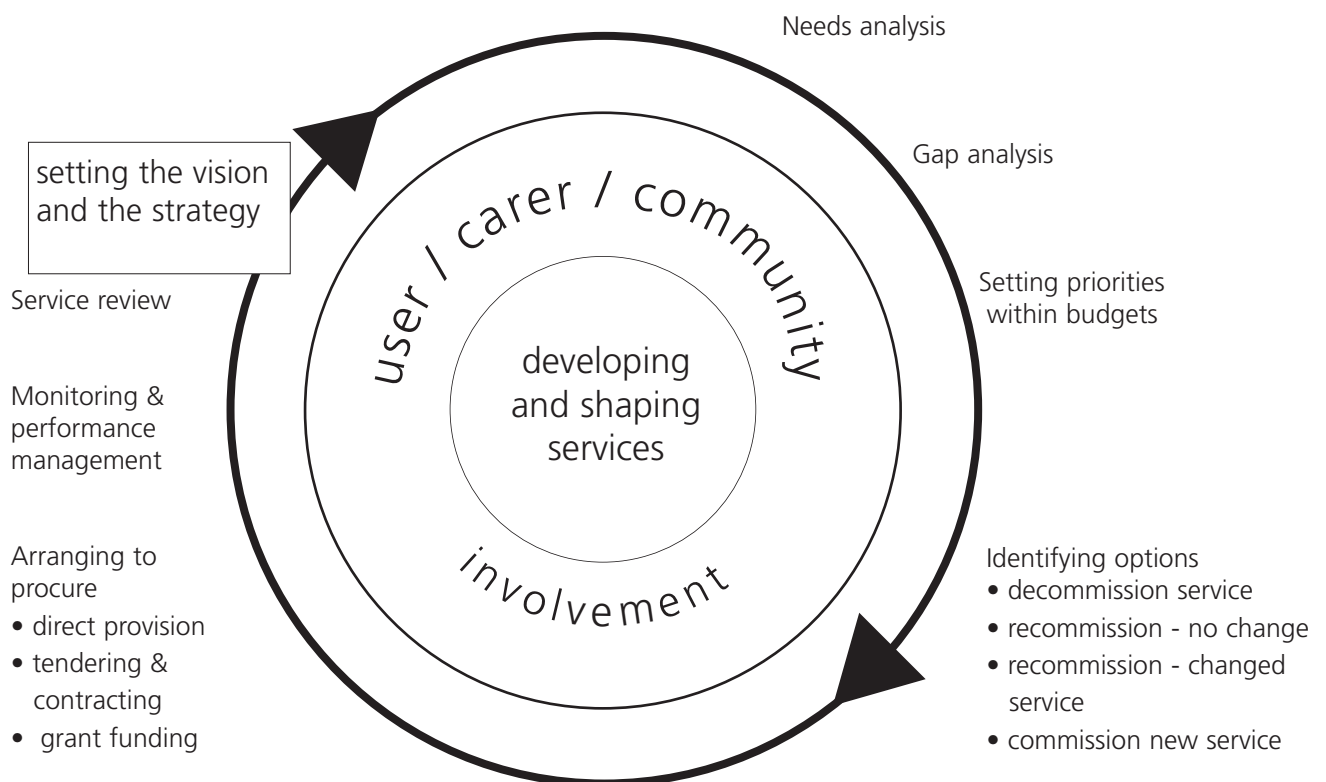 Needs analysis
Gap analysis
Setting priorities
within budgets
Identifying options
• decommission service
• recommission - no change
• recommission - changed
service
• commission new service
Arranging to
procure
• direct provision
• tendering &
contracting
• grant funding
Monitoring &
performance
management
Service review
setting the vision
and the strategy
user / carer / community
involvement
developing
and shaping
services